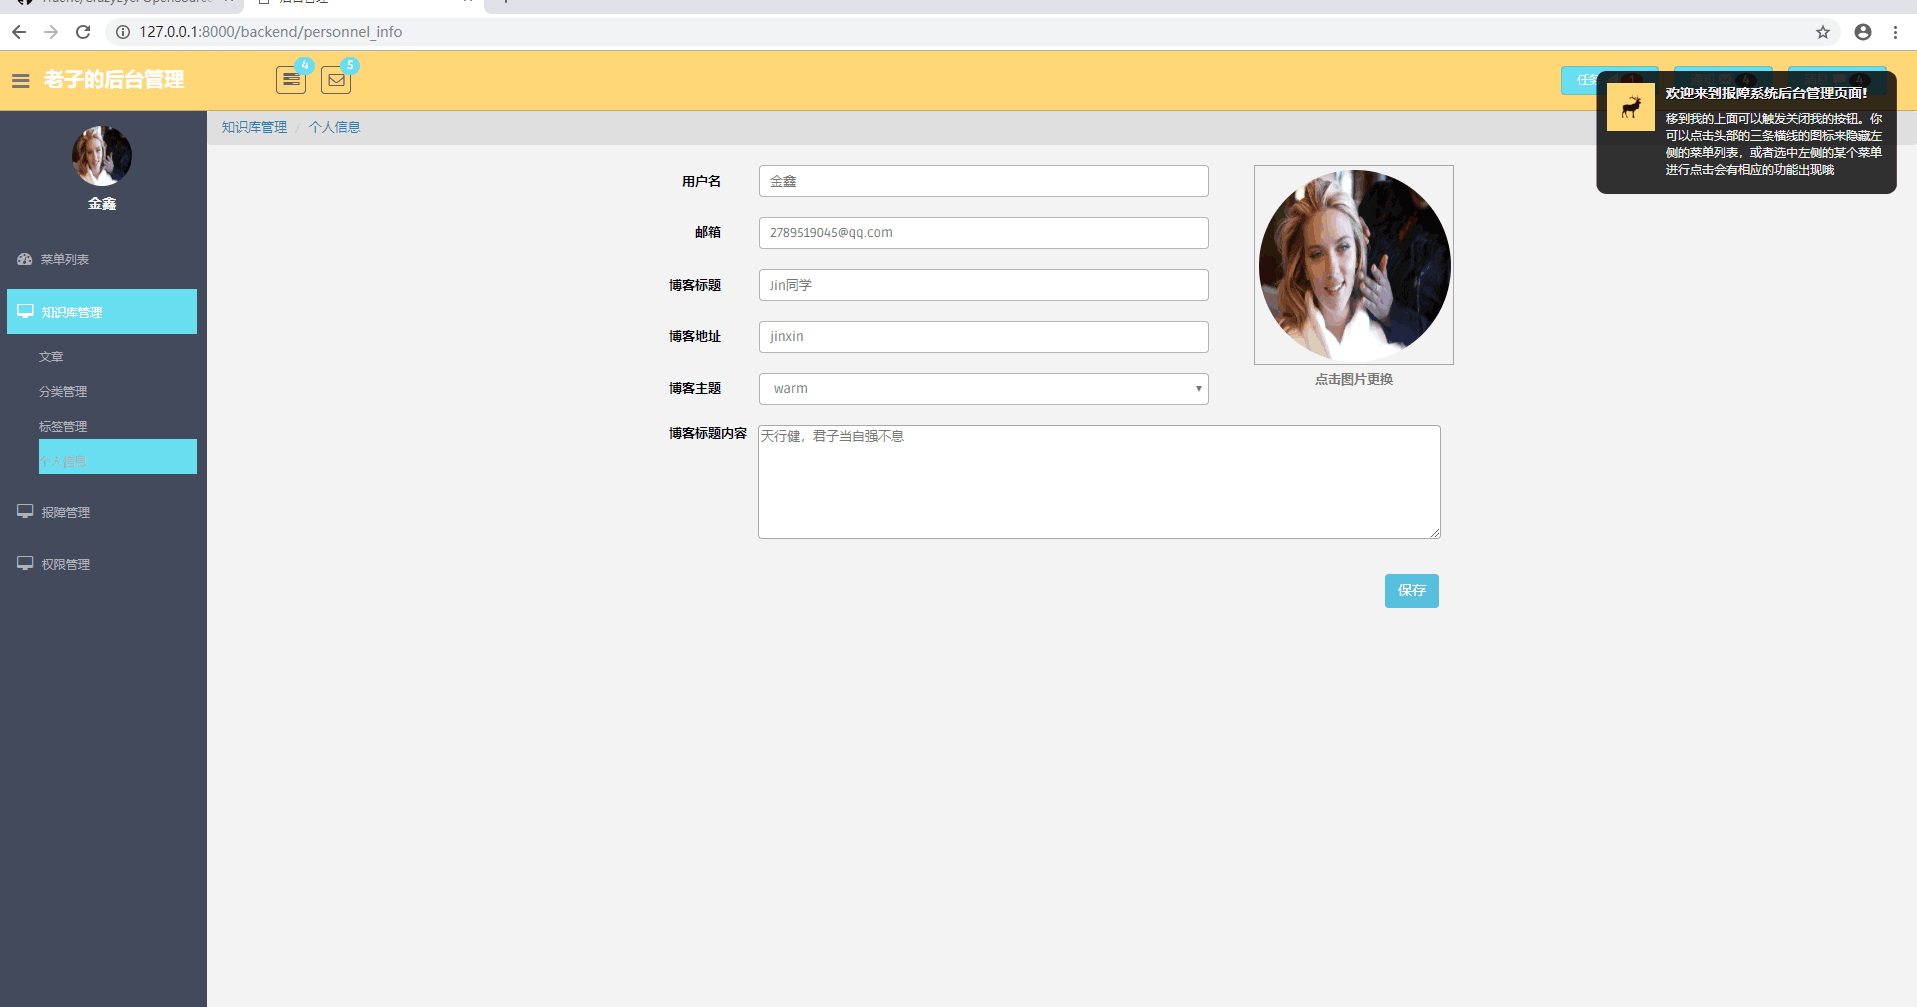 后台管理
127.0.0.1:8000/backend/personnel_info
老子的后台管理
4
5
4
4
欢迎来到报障系统后台管理页面!
移到我的上面可以触发关闭我的按钮。你
可以点击头部的三条横线的图标来隐藏左
侧的菜单列表，或者选中左侧的某个菜单
进行点击会有相应的功能出现哦
金鑫
菜单列表
知识库管理
文章
分类管理
标签管理
个人信息
报障管理
权限管理
知识库管理 / 个人信息
用户名 金鑫
邮箱 2789519045@qq.com
博客标题 Jin同学
博客地址 jinxin
博客主题 warm
博客标题内容 天行健，君子当自强不息
点击图片更换
保存